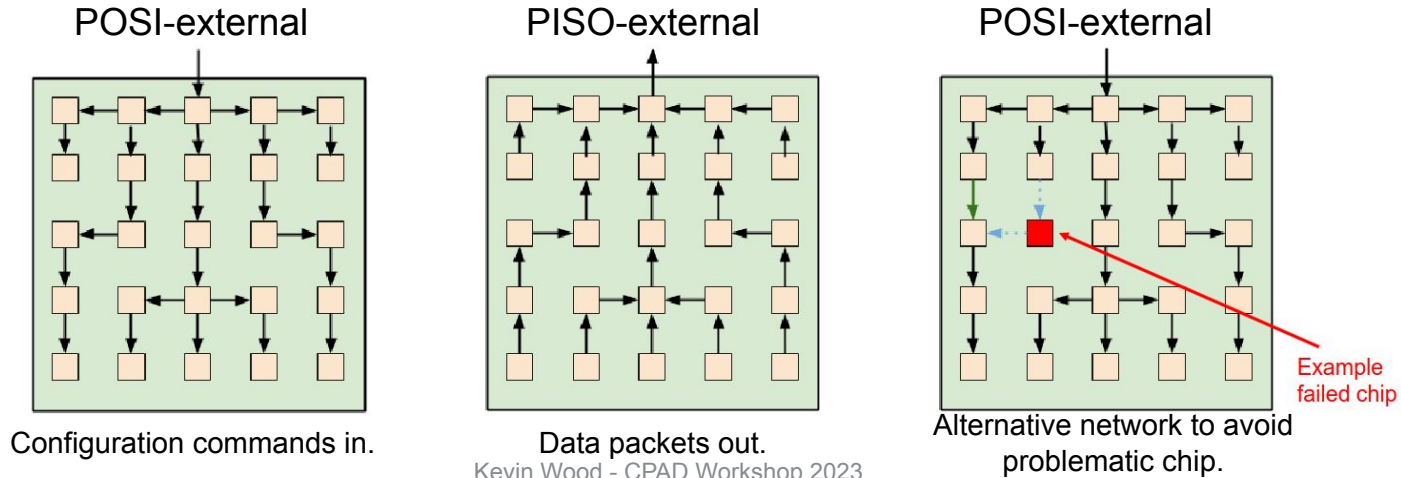 POSI-external
PISO-external
POSI-external
Example
failed chip
Configuration commands in.
Data packets out.
Alternative network to avoid
problematic chip.
Kevin Wood - CPAD Workshop 2023